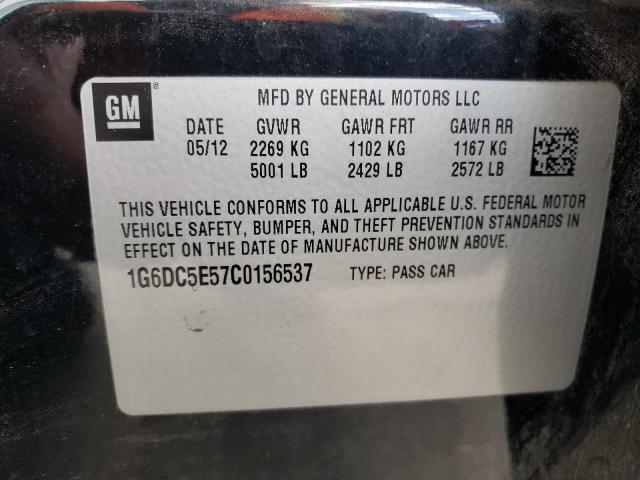 GM
®
MFD BY GENERAL MOTORS LLC
DATE GVWR GAWR FRT GAWR RR
05/12 2269 KG 1102 KG 1167 KG
5001 LB 2429 LB 2572 LB
THIS VEHICLE CONFORMS TO ALL APPLICABLE U.S. FEDERAL MOTOR
VEHICLE SAFETY, BUMPER, AND THEFT PREVENTION STANDARDS IN
EFFECT ON THE DATE OF MANUFACTURE SHOWN ABOVE.
1G6DC5E57C0156537 TYPE: PASS CAR